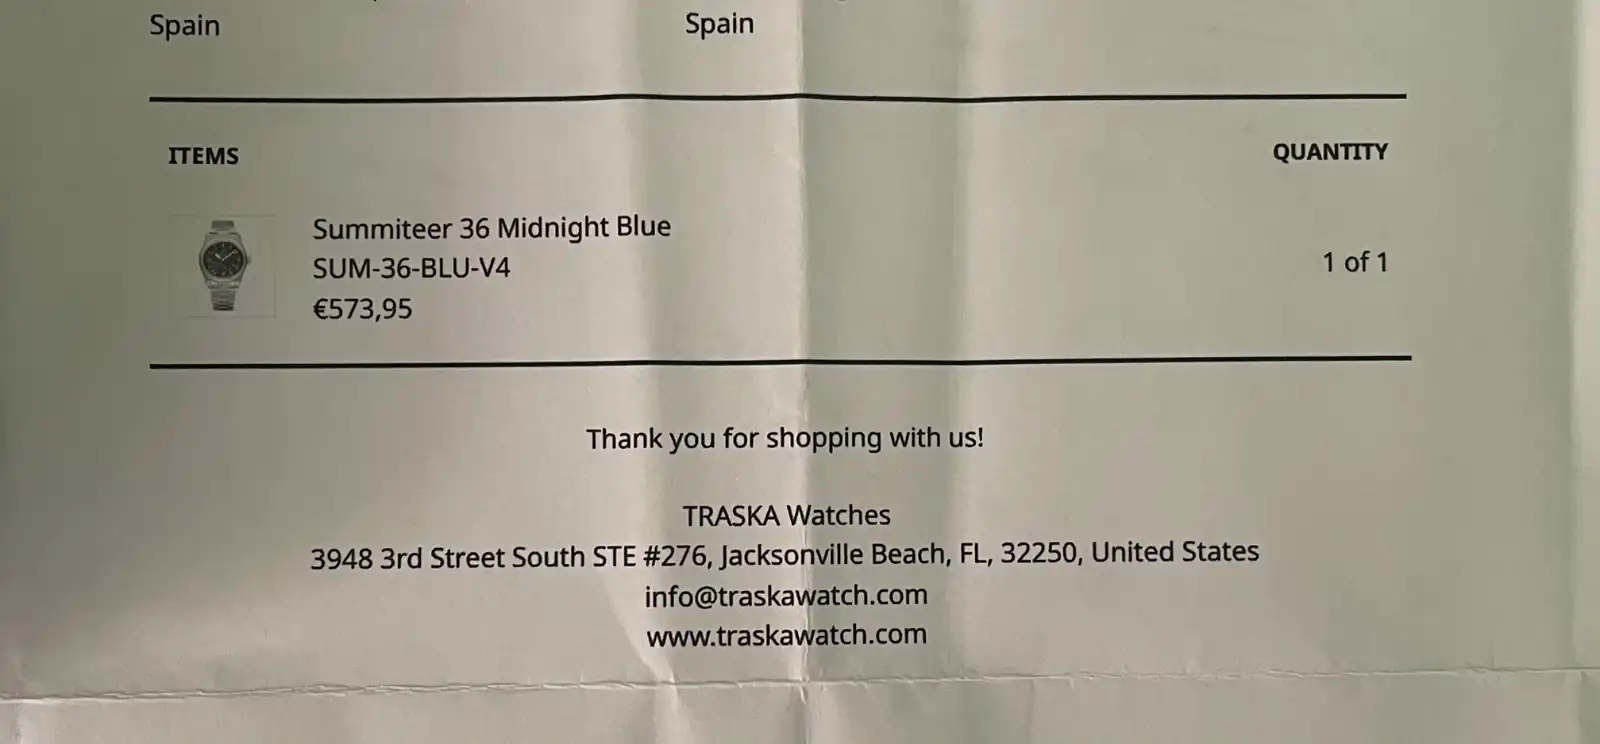 Spain
Spain
ITEMS
QUANTITY
Summiteer 36 Midnight Blue
SUM-36-BLU-V4
€573,95
1 of 1
Thank you for shopping with us!
TRASKA Watches
3948 3rd Street South STE #276, Jacksonville Beach, FL, 32250, United States
info@traskawatch.com
www.traskawatch.com